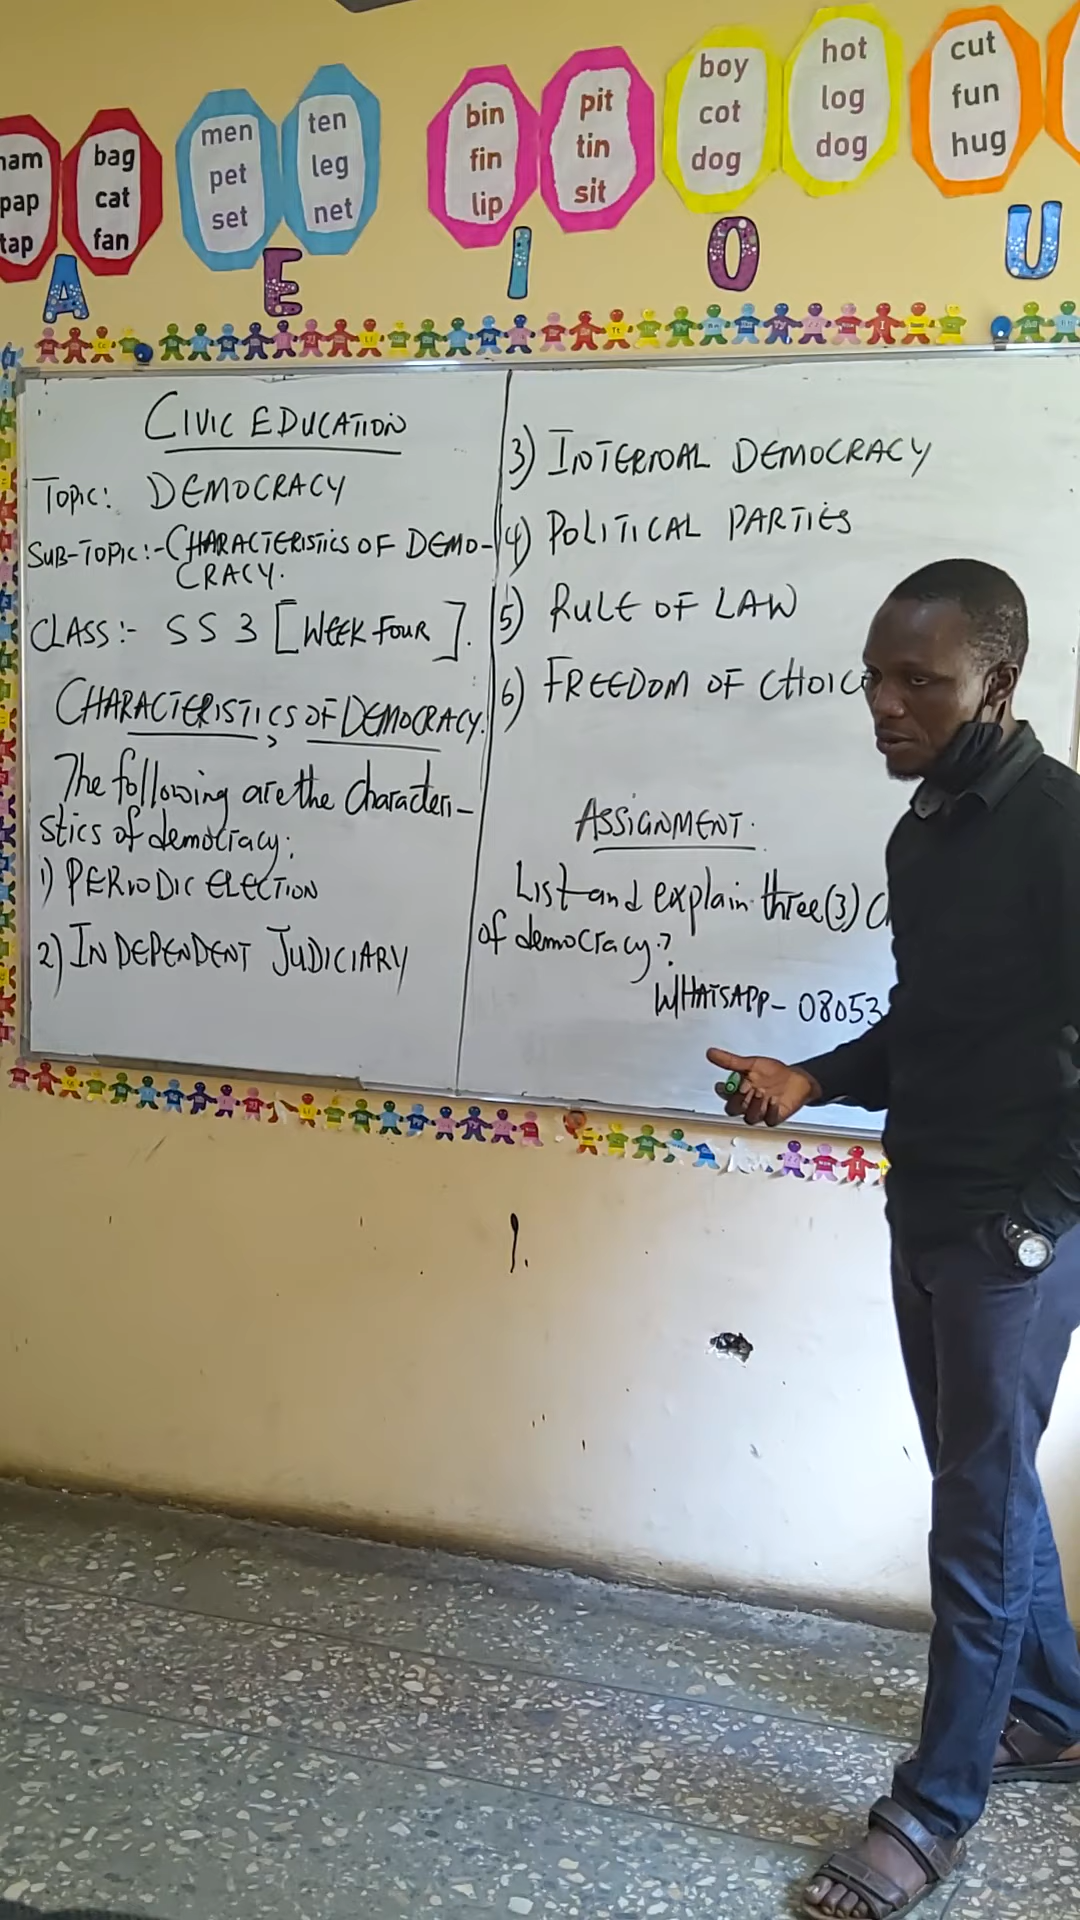 ham
pap
tap
bag
cat
fan
men
pet
set
ten
leg
net
bin
fin
lip
pit
tin
sit
boy
cot
dog
hot
log
dog
cut
fun
hug
A
E
I
O
U
CIVIC EDUCATION
TOPIC: DEMOCRACY
SUB-TOPIC:- CHARACTERISTICS OF DEMO-
CRACY.
CLASS:- SS 3 [WEEK FOUR].
CHARACTERISTICS OF DEMOCRACY.
The following are the characteri-
stics of democracy:
1) PERIODIC ELECTION
2) INDEPENDENT JUDICIARY
3) INTERNAL DEMOCRACY
4) POLITICAL PARTIES
5) RULE OF LAW
6) FREEDOM OF CHOIC
ASSIGNMENT.
List and explain three (3)
of democracy.?
WHATSAPP- 08053